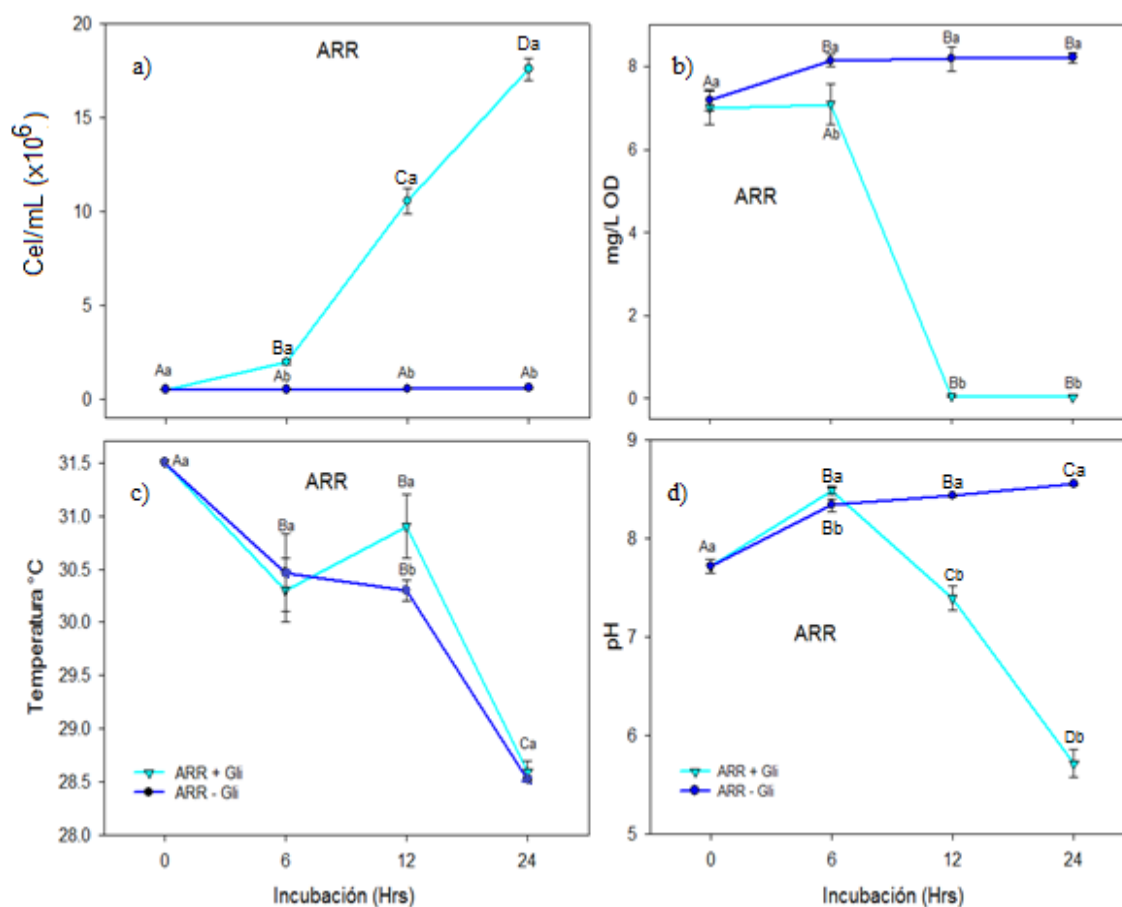 a)
ARR
Cel/mL (x10⁶)
20
15
10
5
0
Aa
Ba
Ca
Da
Ab
Ab
Ab
b)
ARR
mg/L OD
8
6
4
2
0
Aa
Ba
Ba
Ba
Ab
Bb
Bb
c)
ARR
Temperatura °C
31.5
31.0
30.5
30.0
29.5
29.0
28.5
28.0
Aa
Ba
Ba
Bb
Ca
ARR + Gli
ARR - Gli
0
6
12
24
Incubación (Hrs)
d)
ARR
pH
9
8
7
6
5
Aa
Ba
Bb
Ba
Ca
Cb
Db
ARR + Gli
ARR - Gli
0
6
12
24
Incubación (Hrs)